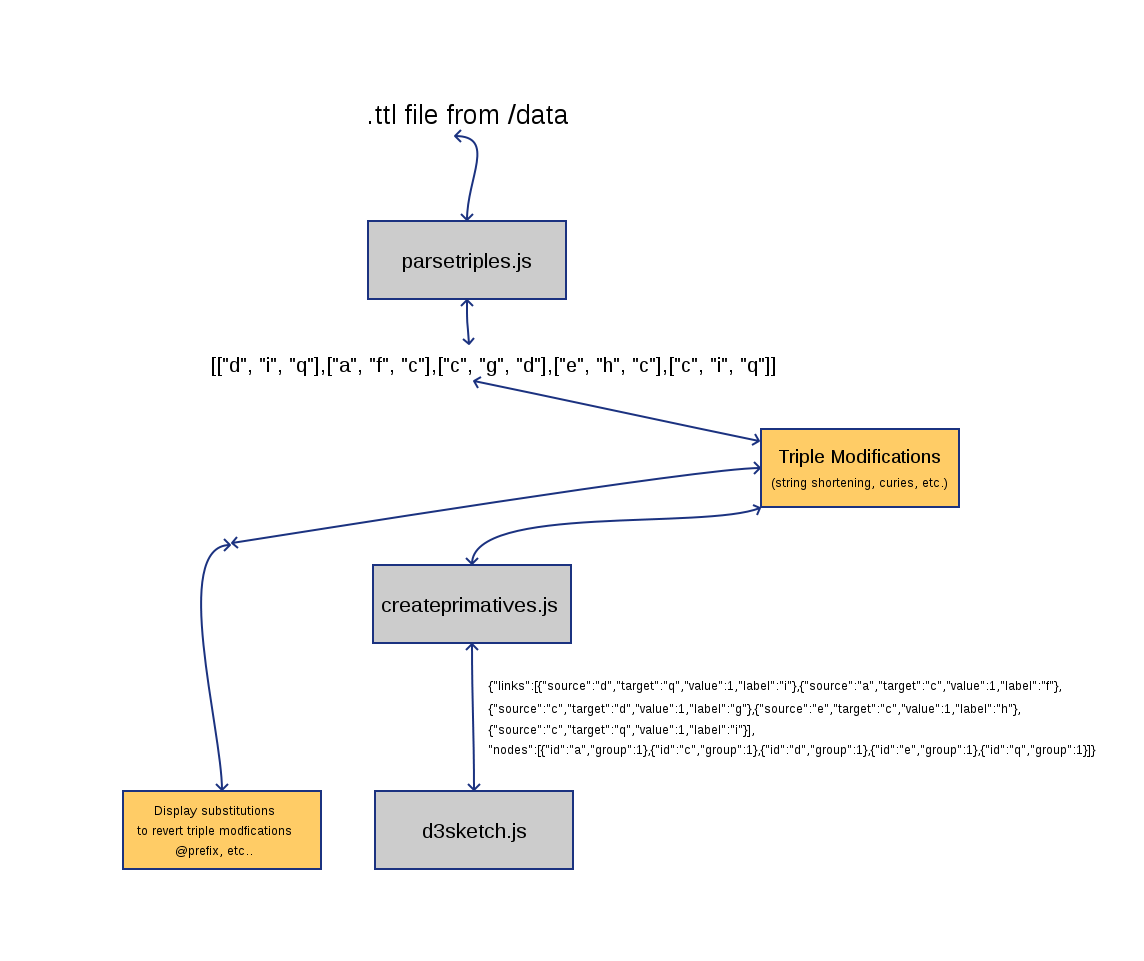 .ttl file from /data
parsetriples.js
[["d", "i", "q"],["a", "f", "c"],["c", "g", "d"],["e", "h", "c"],["c", "i", "q"]]
Triple Modifications
(string shortening, curies, etc.)
createprimatives.js
{"links":[{"source":"d","target":"q","value":1,"label":"i"},{"source":"a","target":"c","value":1,"label":"f"},
{"source":"c","target":"d","value":1,"label":"g"},{"source":"e","target":"c","value":1,"label":"h"},
{"source":"c","target":"q","value":1,"label":"i"}],
"nodes":[{"id":"a","group":1},{"id":"c","group":1},{"id":"d","group":1},{"id":"e","group":1},{"id":"q","group":1}]}
Display substitutions
to revert triple modfications
@prefix, etc..
d3sketch.js